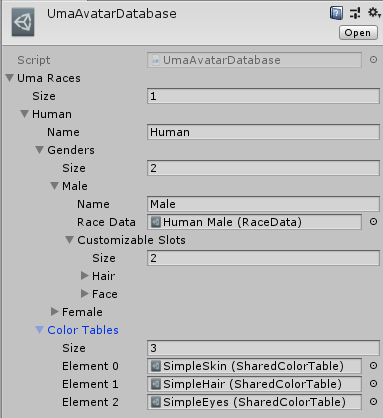 UmaAvatarDatabase
Open
Script UmaAvatarDatabase
Uma Races
Size 1
Human
Name Human
Genders
Size 2
Male
Name Male
Race Data Human Male (RaceData)
Customizable Slots
Size 2
Hair
Face
Female
Color Tables
Size 3
Element 0 SimpleSkin (SharedColorTable)
Element 1 SimpleHair (SharedColorTable)
Element 2 SimpleEyes (SharedColorTable)